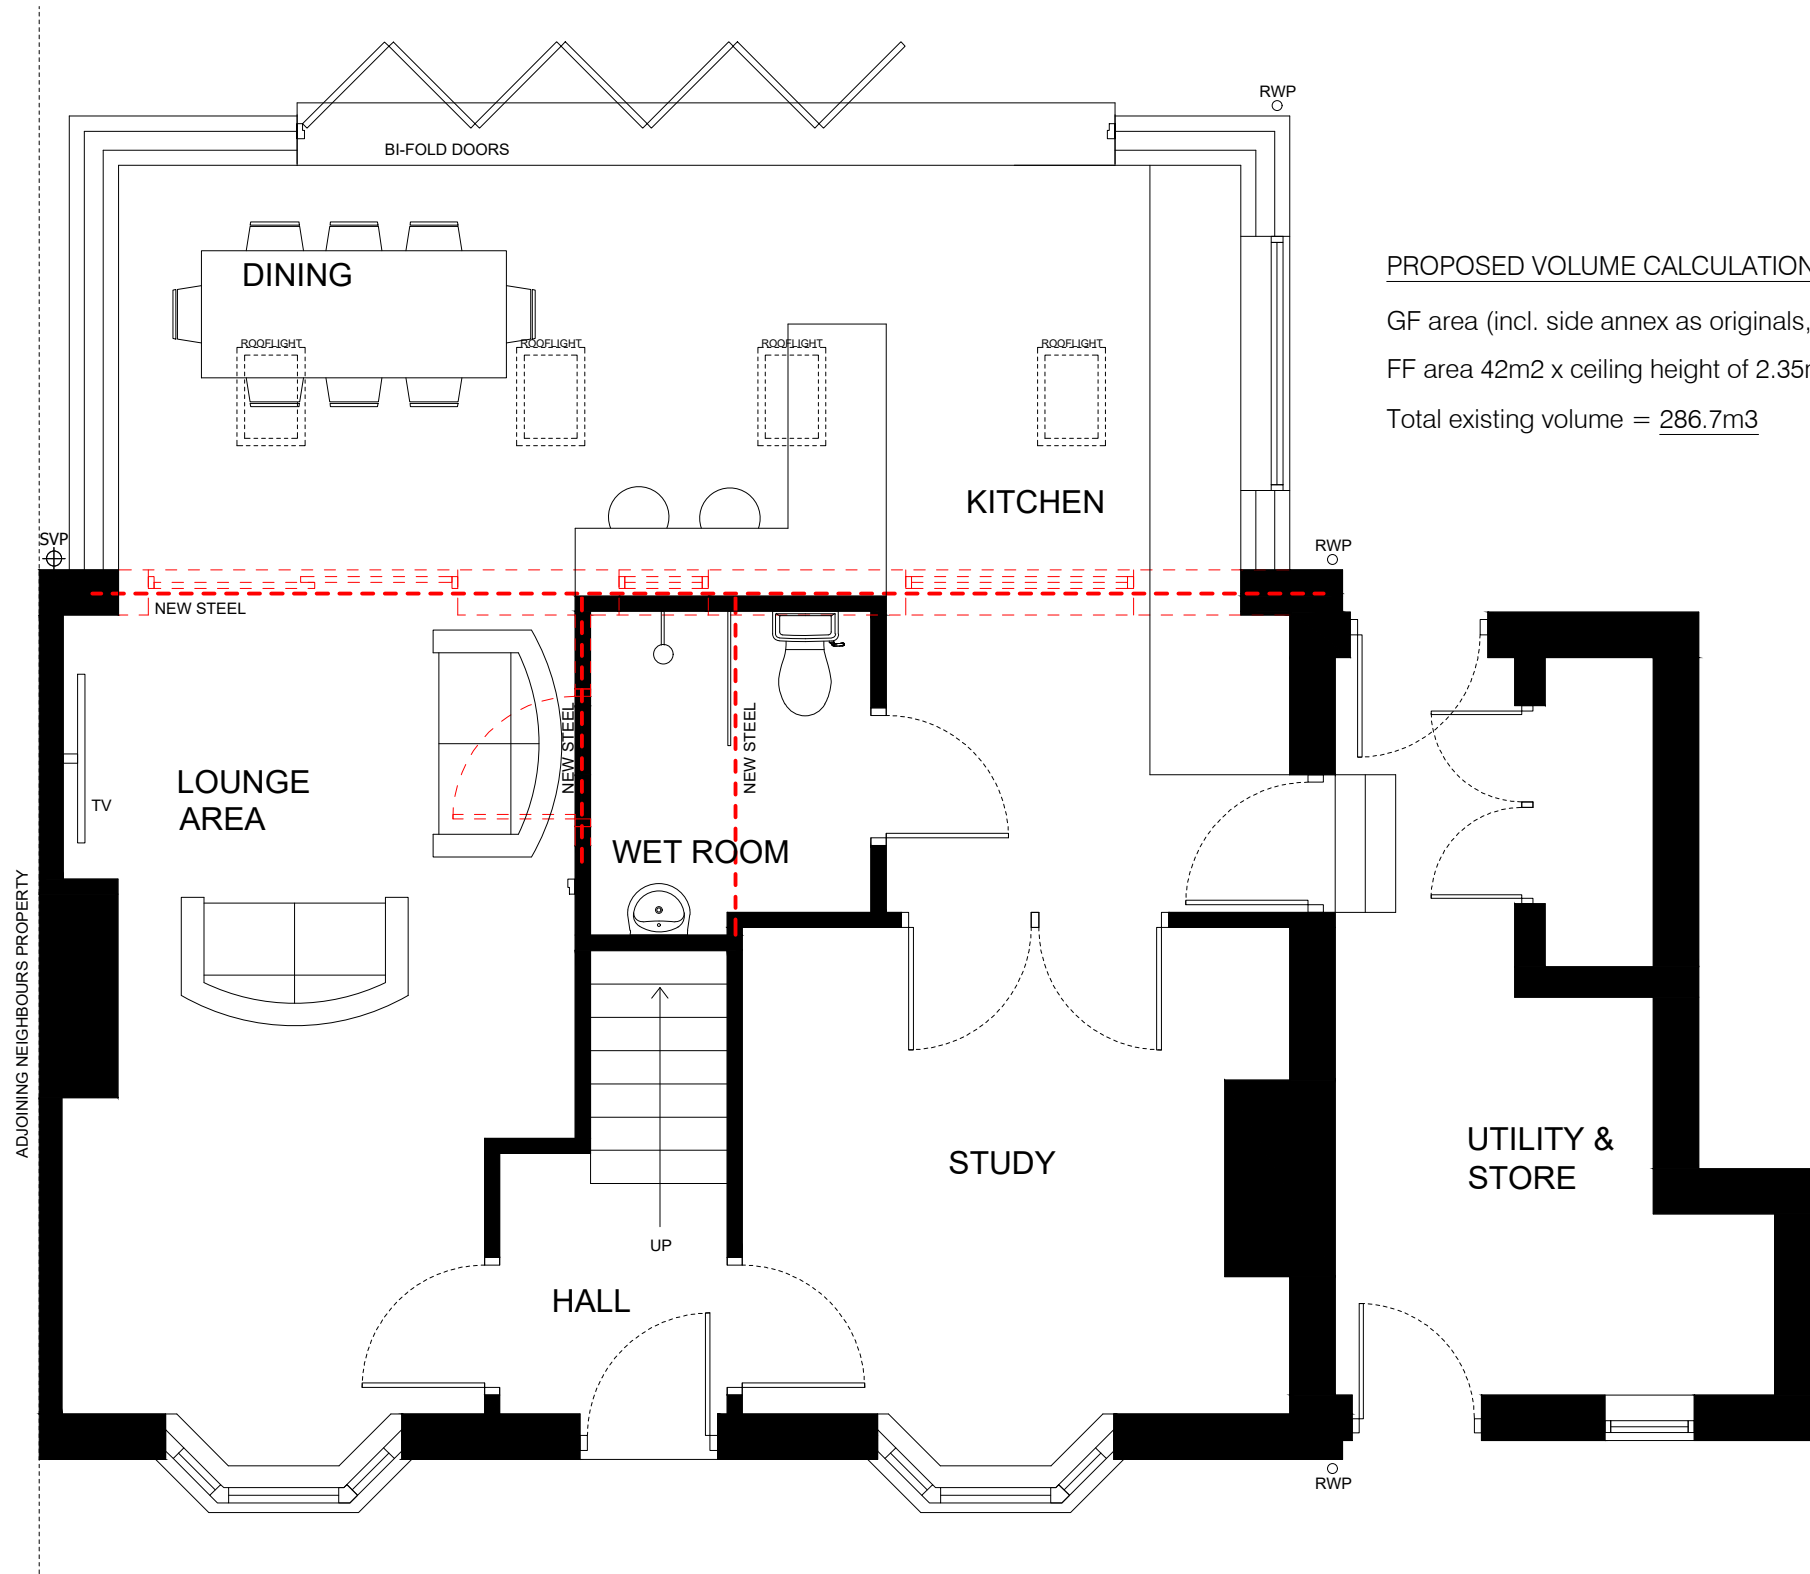 RWP
BI-FOLD DOORS
DINING
PROPOSED VOLUME CALCULATION
GF area (incl. side annex as originals,
FF area 42m2 x ceiling height of 2.35
Total existing volume = 286.7m3
ROOFLIGHT
ROOFLIGHT
ROOFLIGHT
ROOFLIGHT
KITCHEN
SVP
RWP
NEW STEEL
NEW STEEL
NEW STEEL
LOUNGE
AREA
TV
WET ROOM
ADJOINING NEIGHBOURS PROPERTY
STUDY
UTILITY &
STORE
UP
HALL
RWP